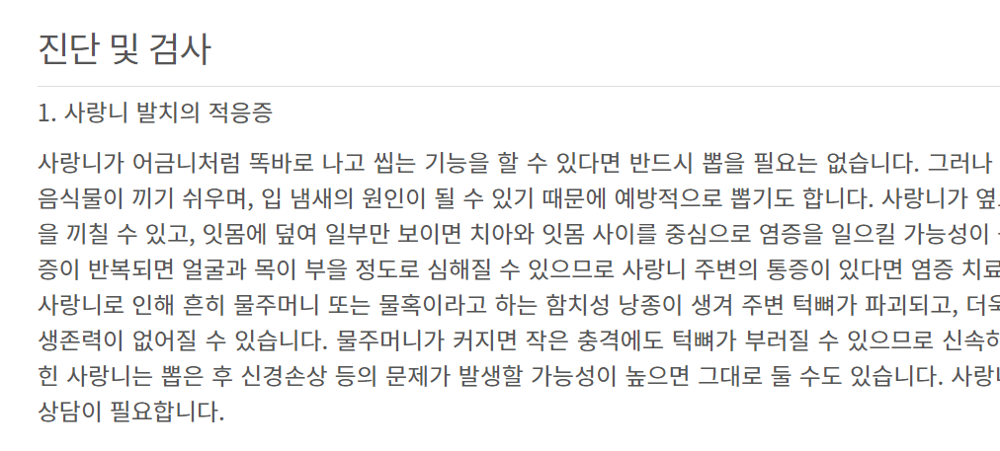 진단 및 검사
1. 사랑니 발치의 적응증
사랑니가 어금니처럼 똑바로 나고 씹는 기능을 할 수 있다면 반드시 뽑을 필요는 없습니다. 그러나
음식물이 끼기 쉬우며, 입 냄새의 원인이 될 수 있기 때문에 예방적으로 뽑기도 합니다. 사랑니가
을 끼칠 수 있고, 잇몸에 덮여 일부만 보이면 치아와 잇몸 사이를 중심으로 염증을 일으킬 가능성이
증이 반복되면 얼굴과 목이 부을 정도로 심해질 수 있으므로 사랑니 주변의 통증이 있다면 염증 치료
사랑니로 인해 흔히 물주머니 또는 물혹이라고 하는 함치성 낭종이 생겨 주변 턱뼈가 파괴되고,
생존력이 없어질 수 있습니다. 물주머니가 커지면 작은 충격에도 턱뼈가 부러질 수 있으므로
힌 사랑니는 뽑은 후 신경손상 등의 문제가 발생할 가능성이 높으면 그대로 둘 수도 있습니다.
상담이 필요합니다.